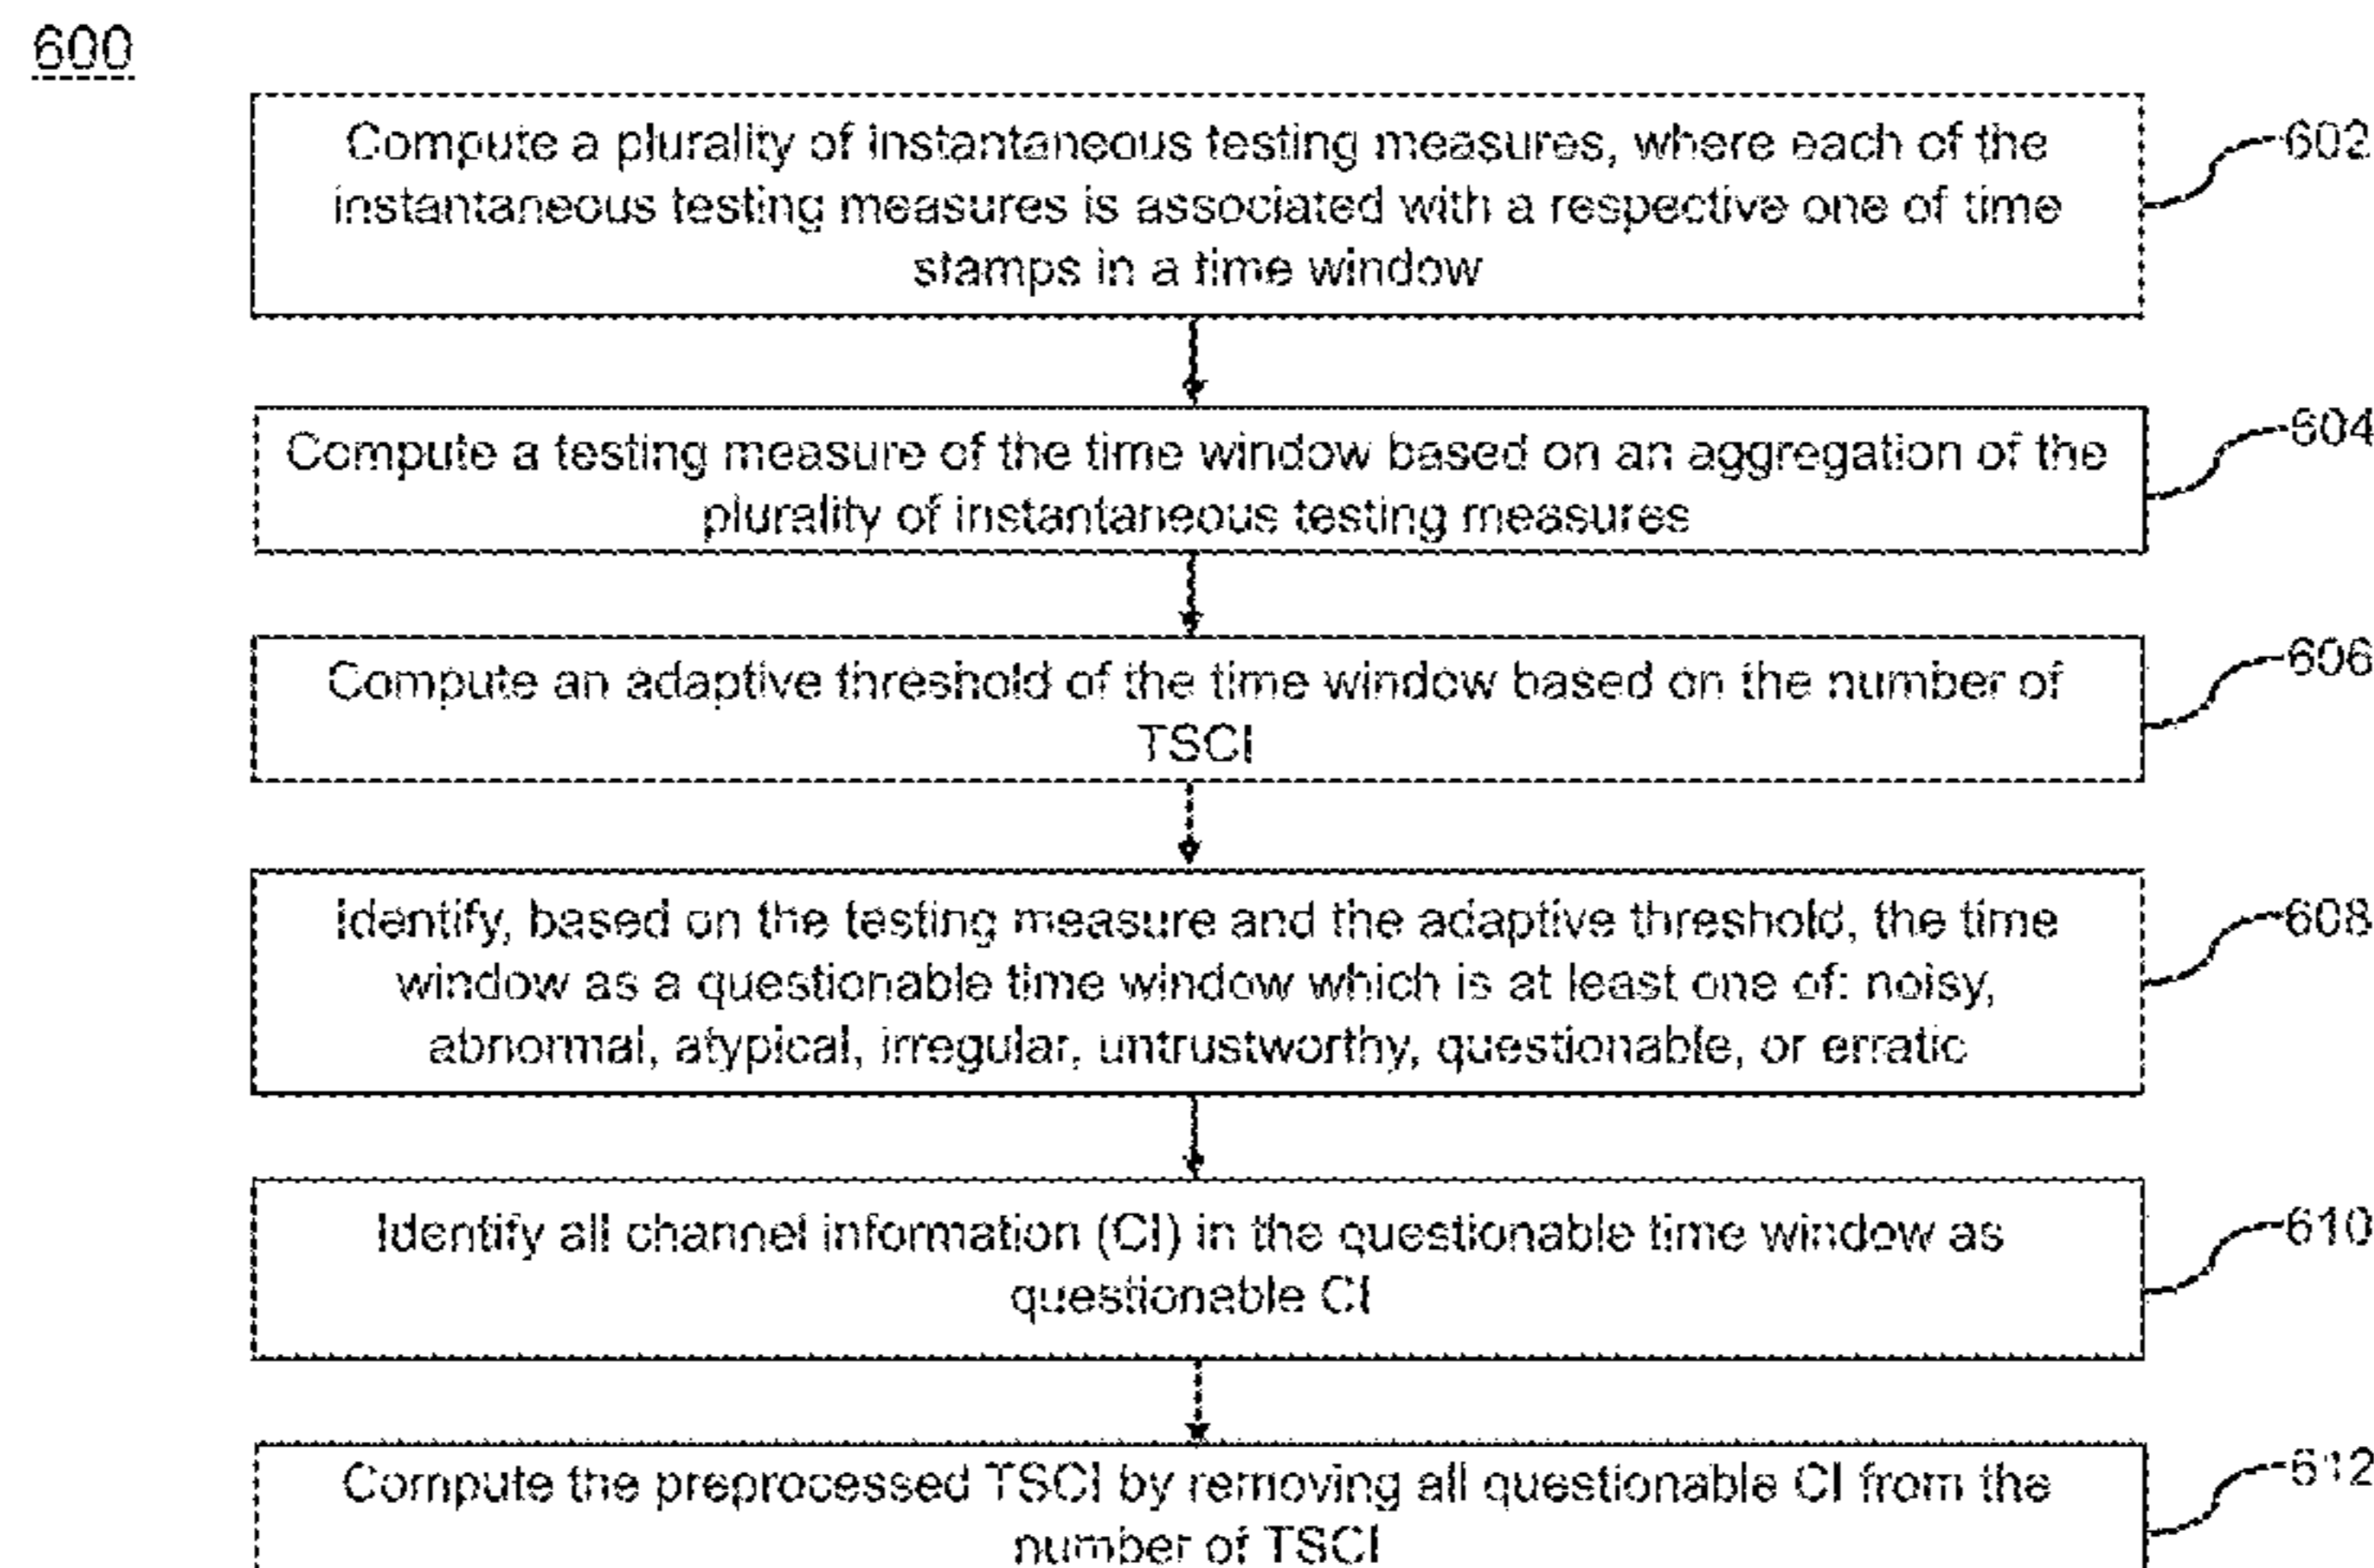 600
Compute a plurality of instantaneous testing measures, where each of the
602
instantaneous testing measures is associated with a respective one of time
stamps in a time window
Compute a testing measure of the time window based on an aggregation of the
604
plurality of instantaneous testing measures
Compute an adaptive threshold of the time window based on the number of
606
TSCI
Identify, based on the testing measure and the adaptive threshold, the time
608
window as a questionable time window which is at least one of: noisy,
abnormal, atypical, irregular, untrustworthy, questionable, or erratic
Identify all channel information (CI) in the questionable time window as
610
questionable CI
Compute the preprocessed TSCI by removing all questionable CI from the
612
number of TSCI